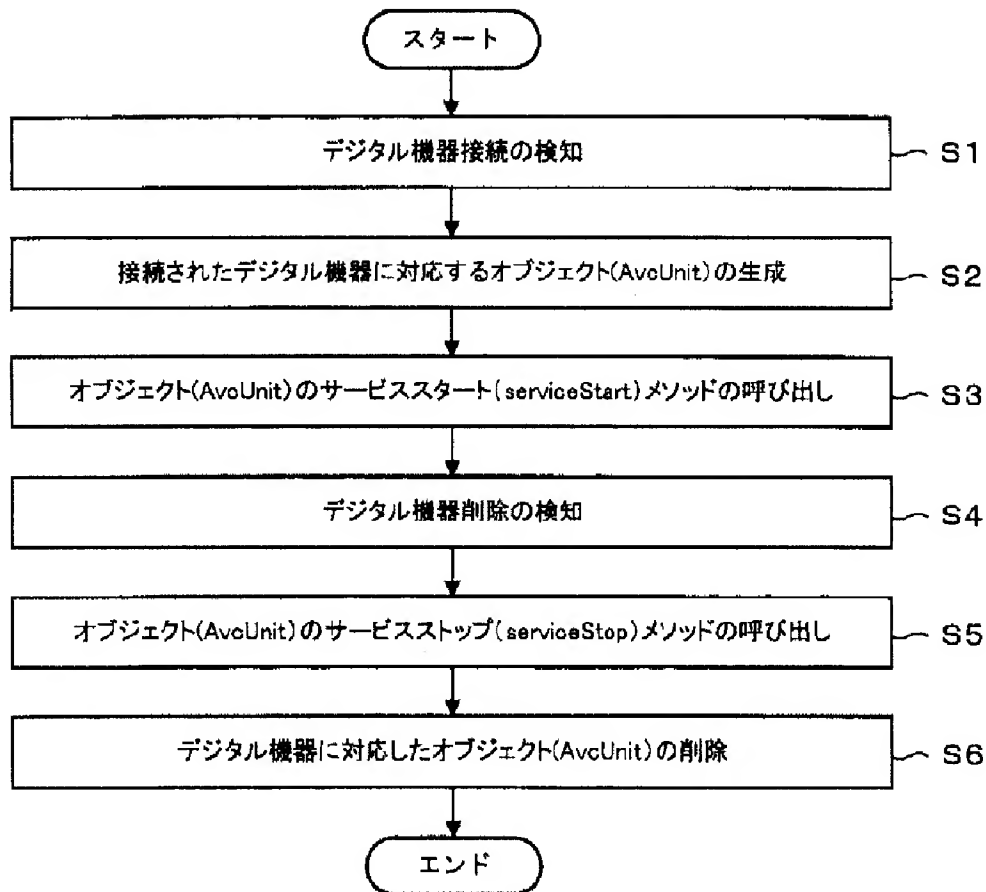 スタート
デジタル機器接続の検知
S1
接続されたデジタル機器に対応するオブジェクト(AvcUnit)の生成
S2
オブジェクト(AvcUnit)のサービススタート(serviceStart)メソッドの呼び出し
S3
デジタル機器削除の検知
S4
オブジェクト(AvcUnit)のサービスストップ(serviceStop)メソッドの呼び出し
S5
デジタル機器に対応したオブジェクト(AvcUnit)の削除
S6
エンド